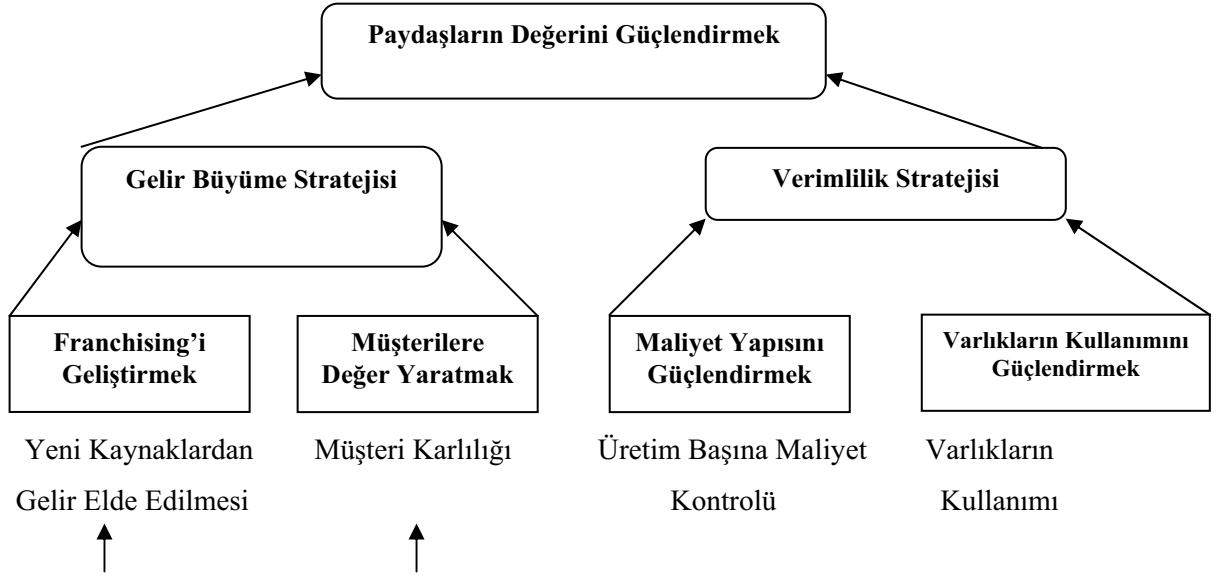 Paydaşların Değerini Güçlendirmek
Gelir Büyüme Stratejisi
Verimlilik Stratejisi
Franchising’i
Geliştirmek
Müşterilere
Değer Yaratmak
Maliyet Yapısını
Güçlendirmek
Varlıkların Kullanımını
Güçlendirmek
Yeni Kaynaklardan
Gelir Elde Edilmesi
Müşteri Karlılığı
Üretim Başına Maliyet
Kontrolü
Varlıkların
Kullanımı